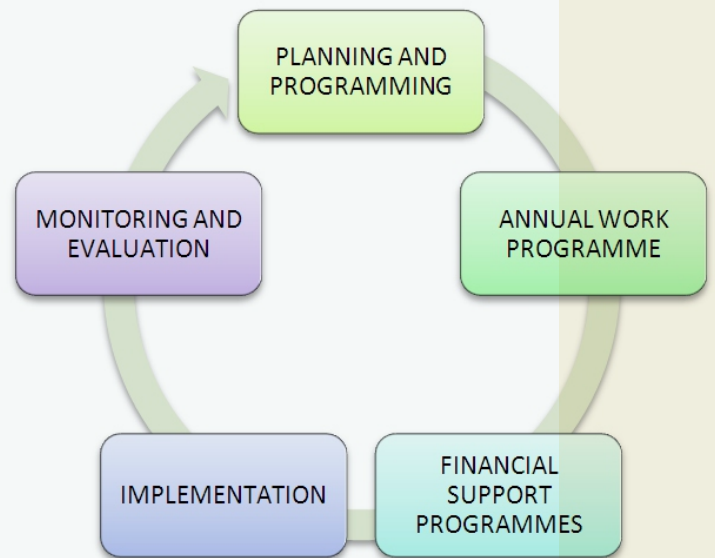 PLANNING AND
PROGRAMMING
ANNUAL WORK
PROGRAMME
FINANCIAL
SUPPORT
PROGRAMMES
IMPLEMENTATION
MONITORING AND
EVALUATION